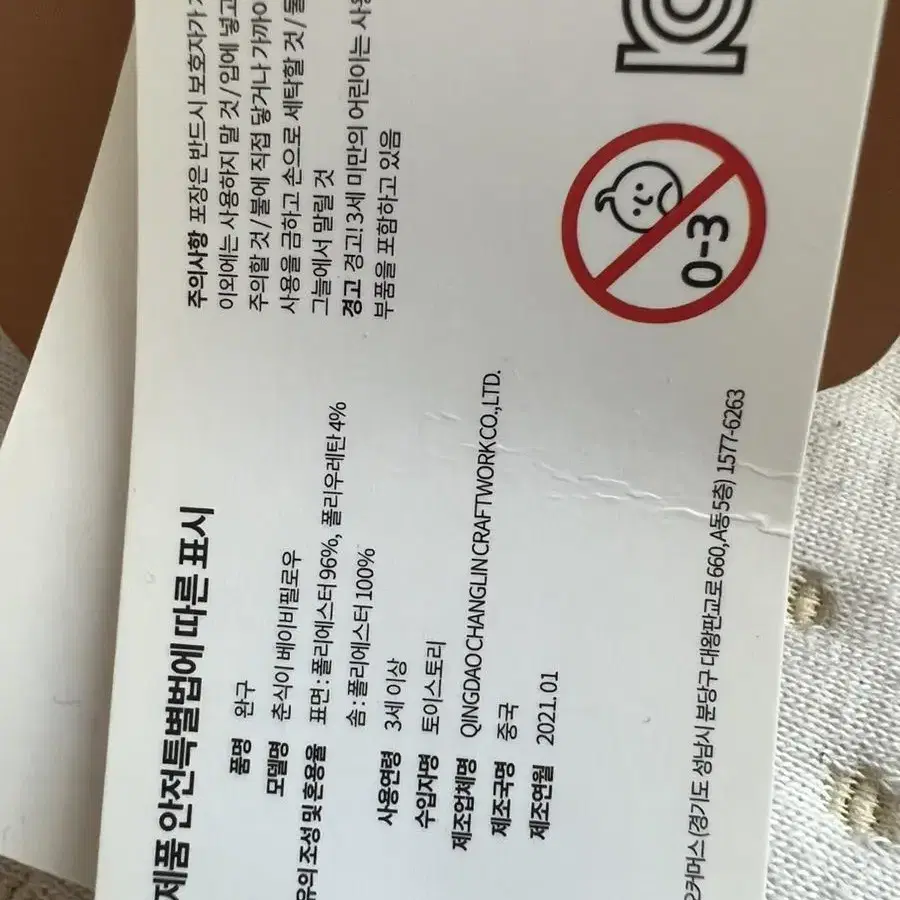 제품 안전특별법에 따른 표시
품명 완구
모델명 춘식이 베이비필로우
유의 조성 및 혼용율 표면 : 폴리에스터 96%, 폴리우레탄 4%
솜 : 폴리에스터 100%
사용연령 3세 이상
수입자명 토이스토리
제조업체명 QINGDAO CHANGLIN CRAFTWORK CO.,LTD.
제조국명 중국
제조연월 2021. 01
커머스 (경기도 성남시 분당구 대왕판교로 660, A동 5층) 1577-6263
주의사항 포장은 반드시 보호자가
이외에는 사용하지 말 것 / 입에 넣고
주의할 것 / 불에 직접 닿거나 가까이
사용을 금하고 손으로 세탁할 것 /
그늘에서 말릴 것
경고 경고! 3세 미만의 어린이는
부품을 포함하고 있음
0-3